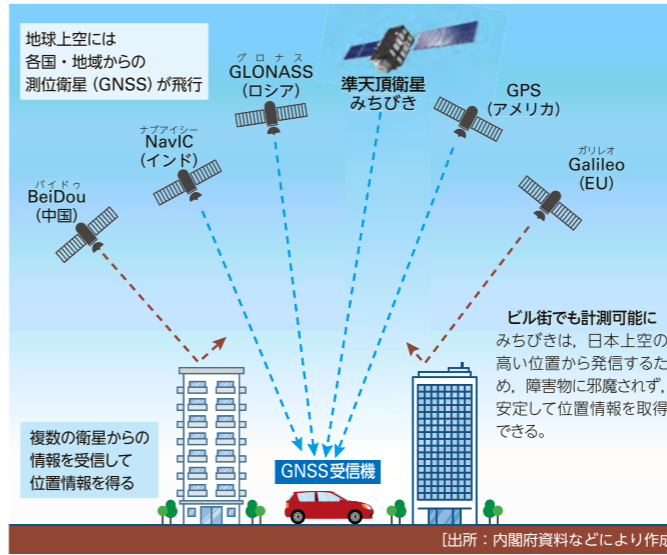 地球上空には
各国・地域からの
測位衛星(GNSS)が飛行
グロナス
GLONASS
(ロシア)
準天頂衛星
みちびき
GPS
(アメリカ)
ナブアイシー
NavIC
(インド)
ガリレオ
Galileo
(EU)
バイドゥ
BeiDou
(中国)
ビル街でも計測可能に
みちびきは，日本上空の
高い位置から発信するた
め，障害物に邪魔されず，
安定して位置情報を取得
できる。
複数の衛星からの
情報を受信して
位置情報を得る
GNSS受信機
[出所：内閣府資料などにより作成